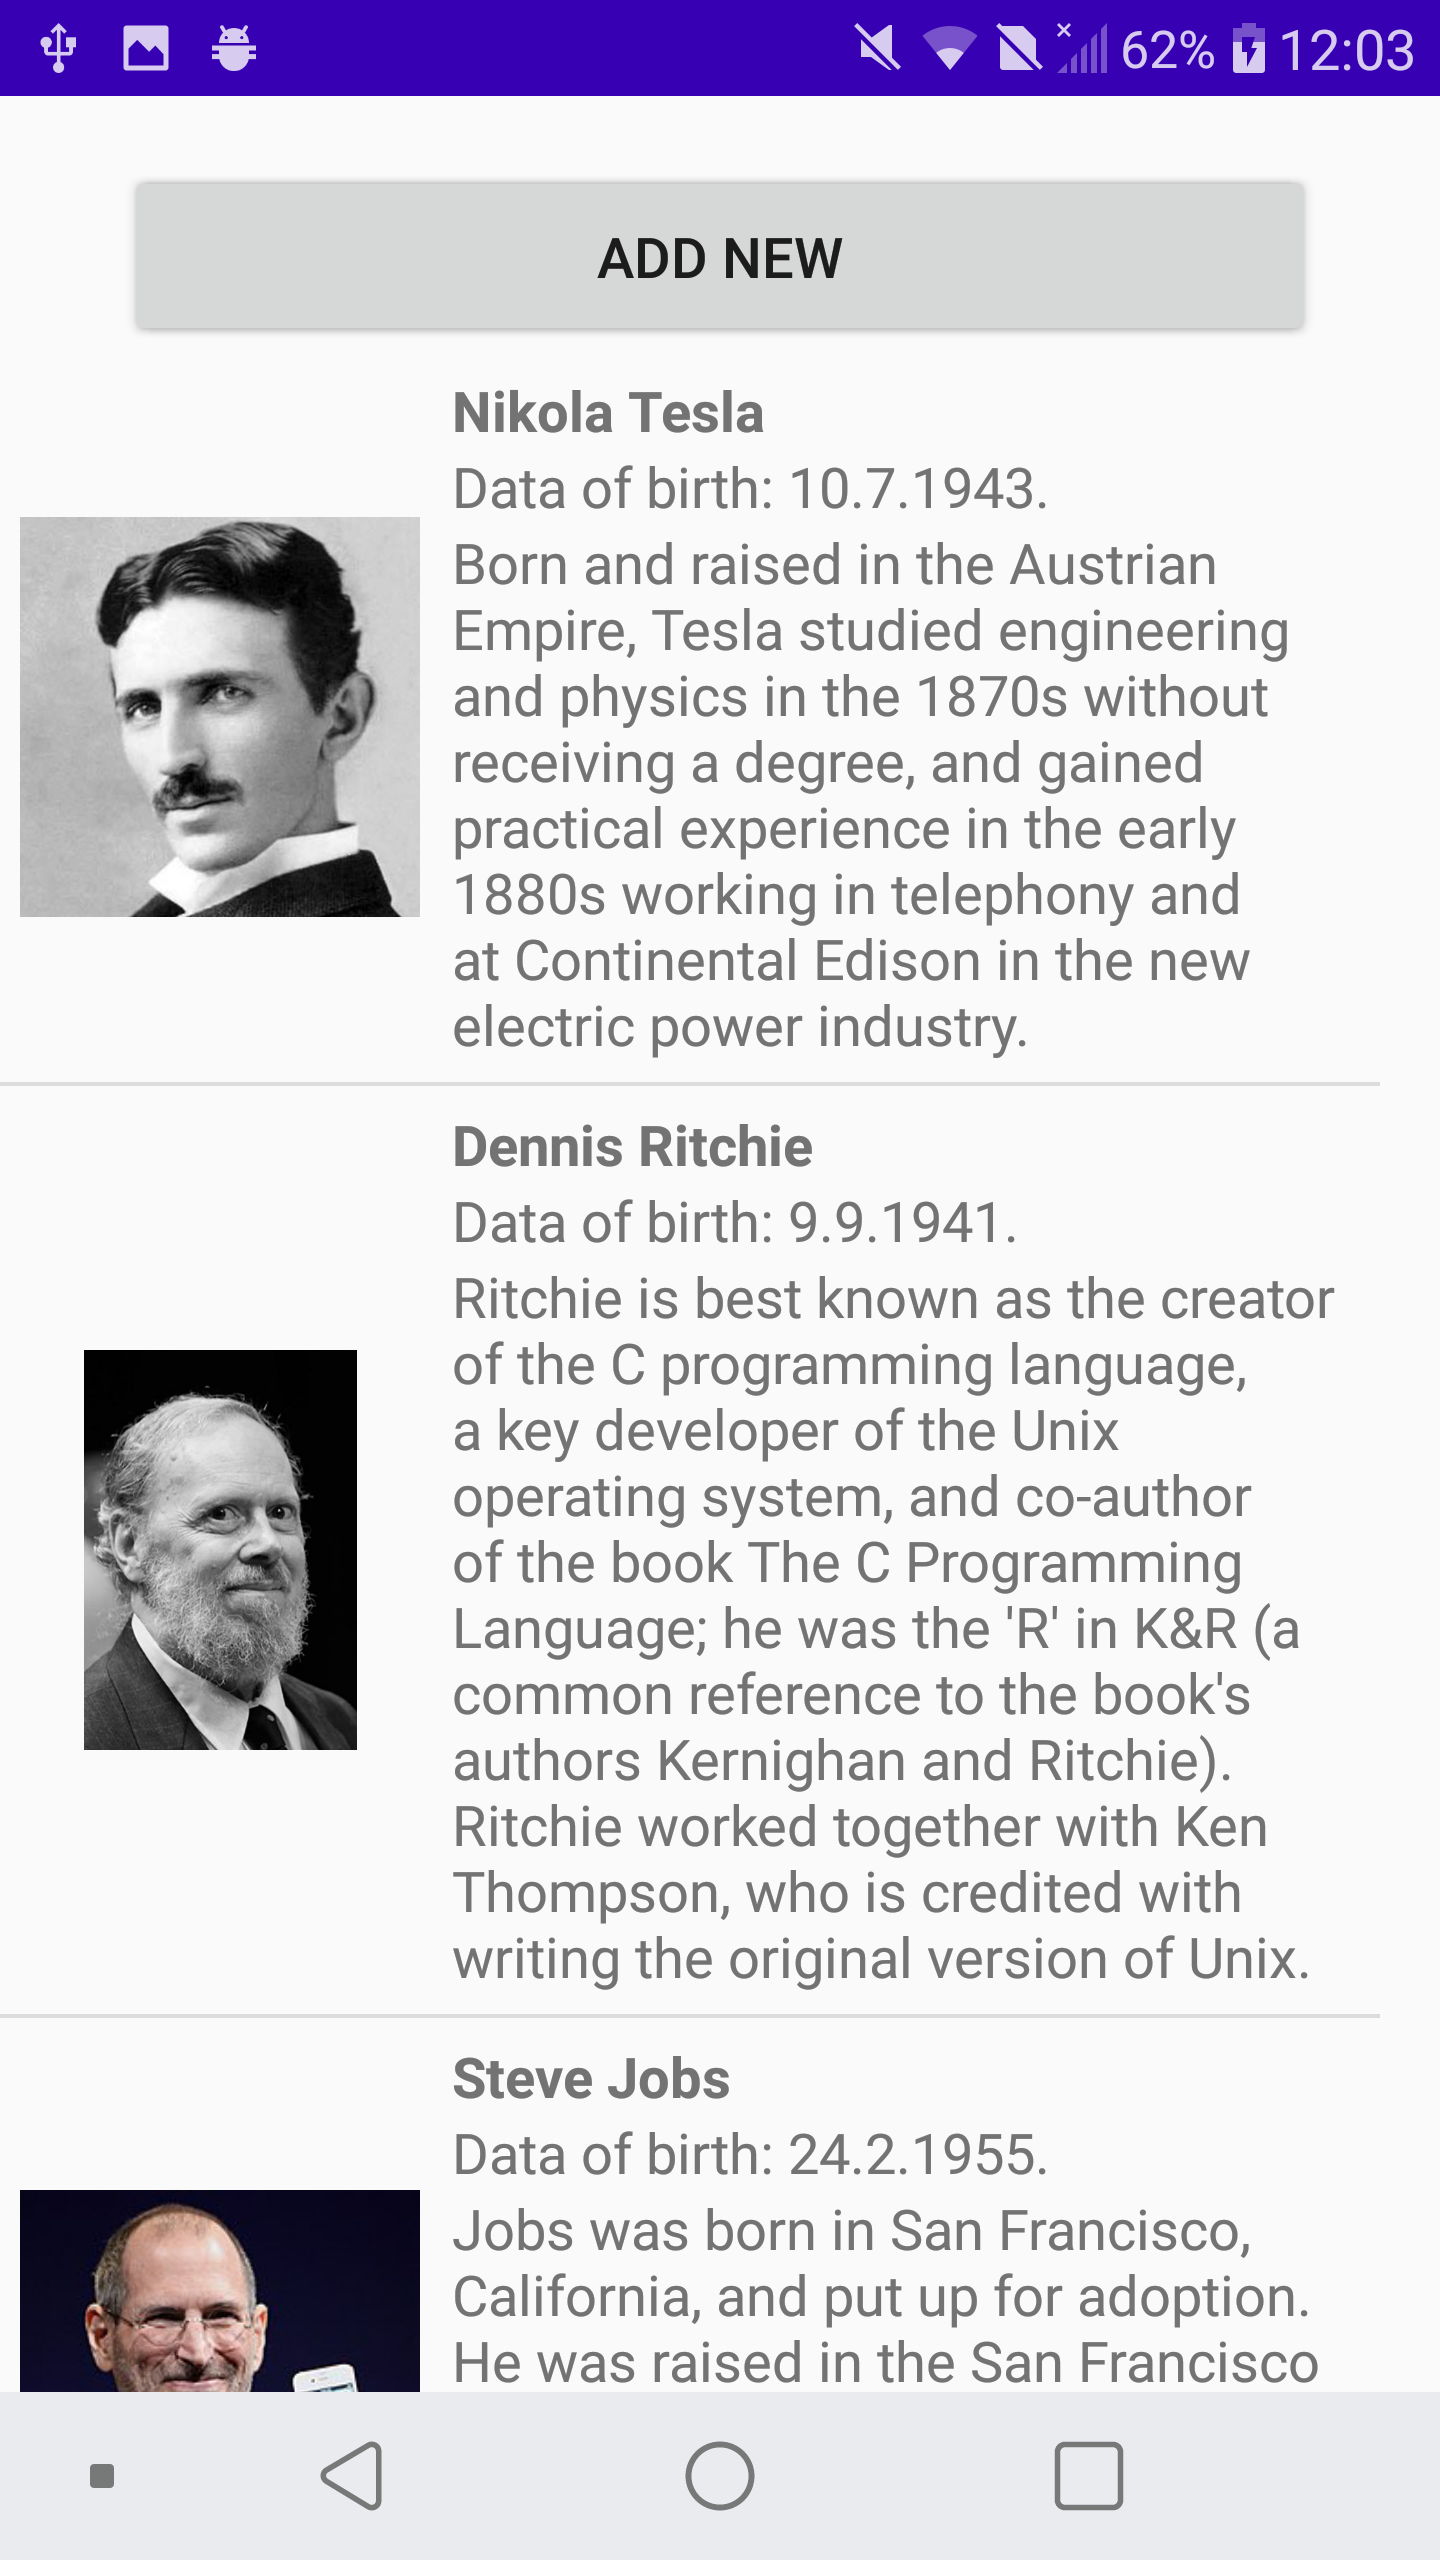 62% 12:03
ADD NEW
Nikola Tesla
Data of birth: 10.7.1943.
Born and raised in the Austrian
Empire, Tesla studied engineering
and physics in the 1870s without
receiving a degree, and gained
practical experience in the early
1880s working in telephony and
at Continental Edison in the new
electric power industry.
Dennis Ritchie
Data of birth: 9.9.1941.
Ritchie is best known as the creator
of the C programming language,
a key developer of the Unix
operating system, and co-author
of the book The C Programming
Language; he was the 'R' in K&R (a
common reference to the book's
authors Kernighan and Ritchie).
Ritchie worked together with Ken
Thompson, who is credited with
writing the original version of Unix.
Steve Jobs
Data of birth: 24.2.1955.
Jobs was born in San Francisco,
California, and put up for adoption.
He was raised in the San Francisco